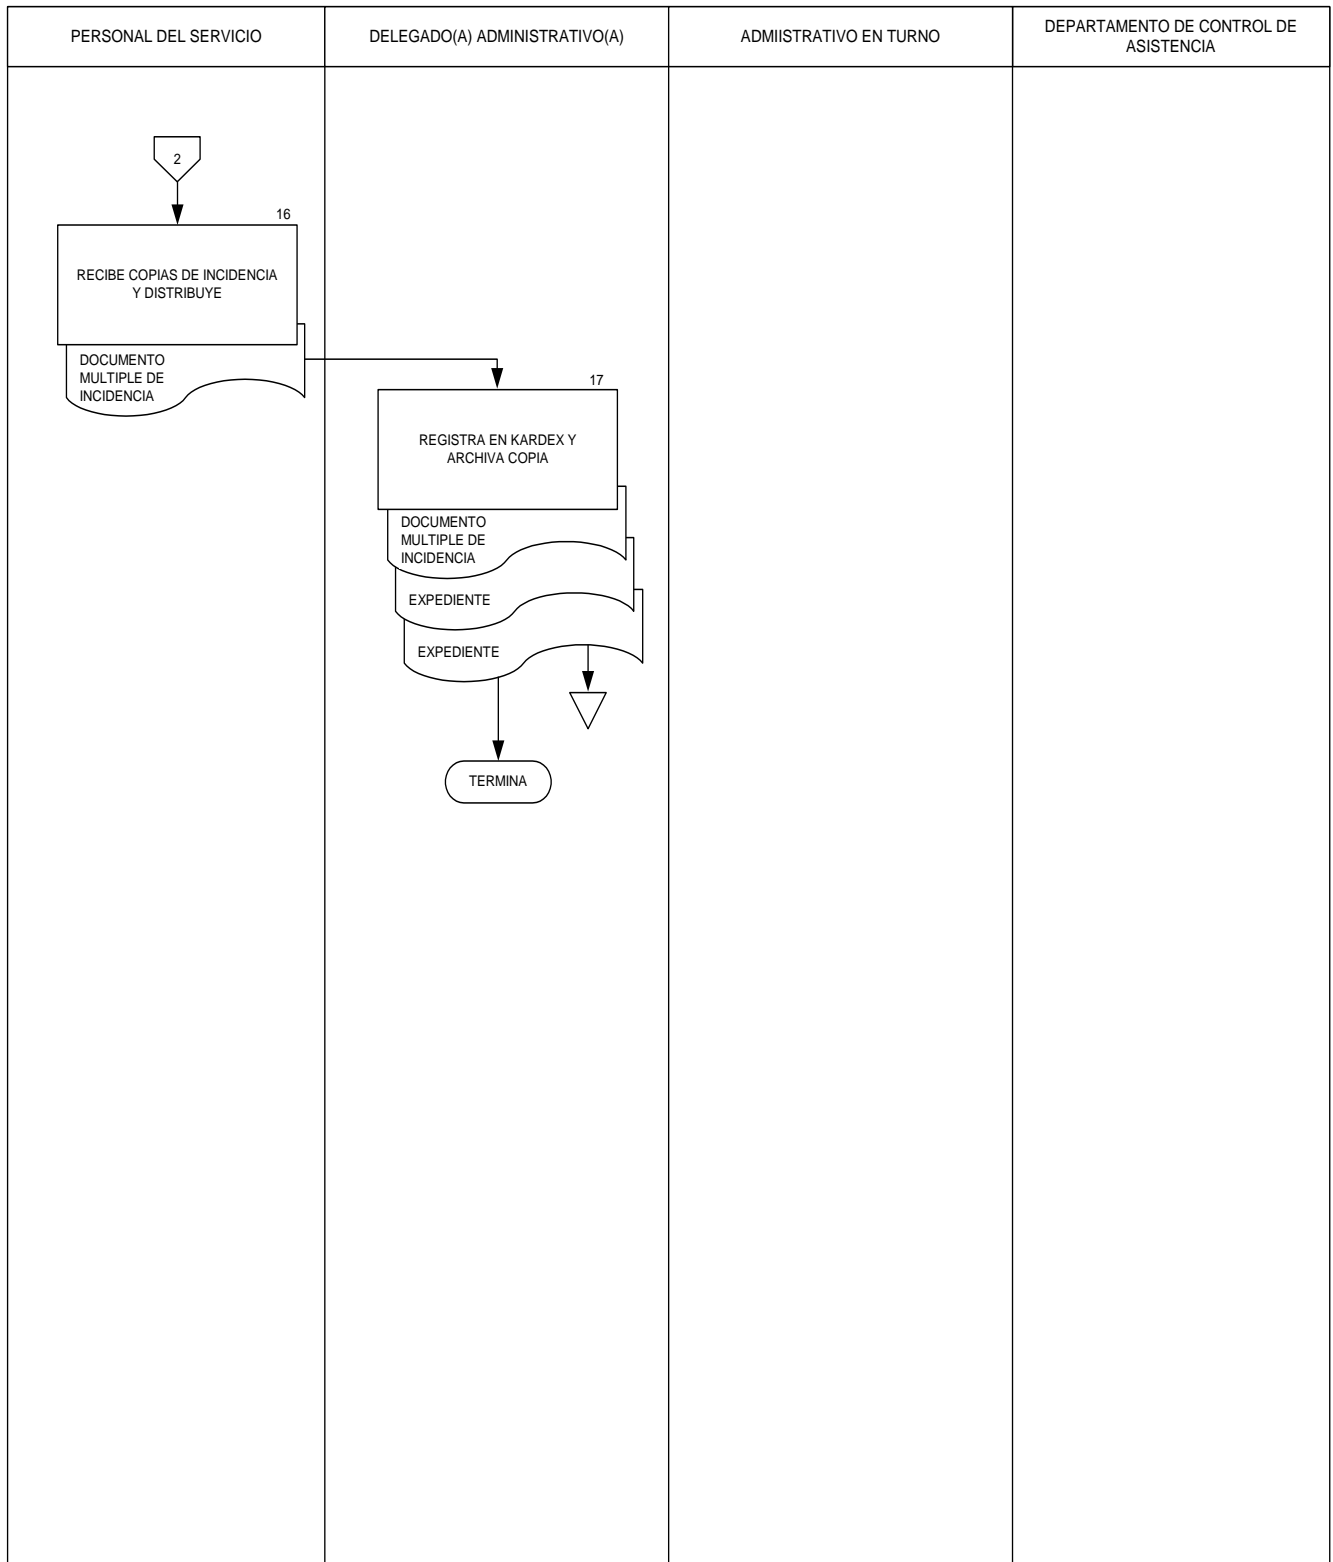 PERSONAL DEL SERVICIO
DELEGADO(A) ADMINISTRATIVO(A)
ADMIISTRATIVO EN TURNO
DEPARTAMENTO DE CONTROL DE
ASISTENCIA
2
16
RECIBE COPIAS DE INCIDENCIA
Y DISTRIBUYE
DOCUMENTO
MULTIPLE DE
INCIDENCIA
17
REGISTRA EN KARDEX Y
ARCHIVA COPIA
DOCUMENTO
MULTIPLE DE
INCIDENCIA
EXPEDIENTE
EXPEDIENTE
TERMINA